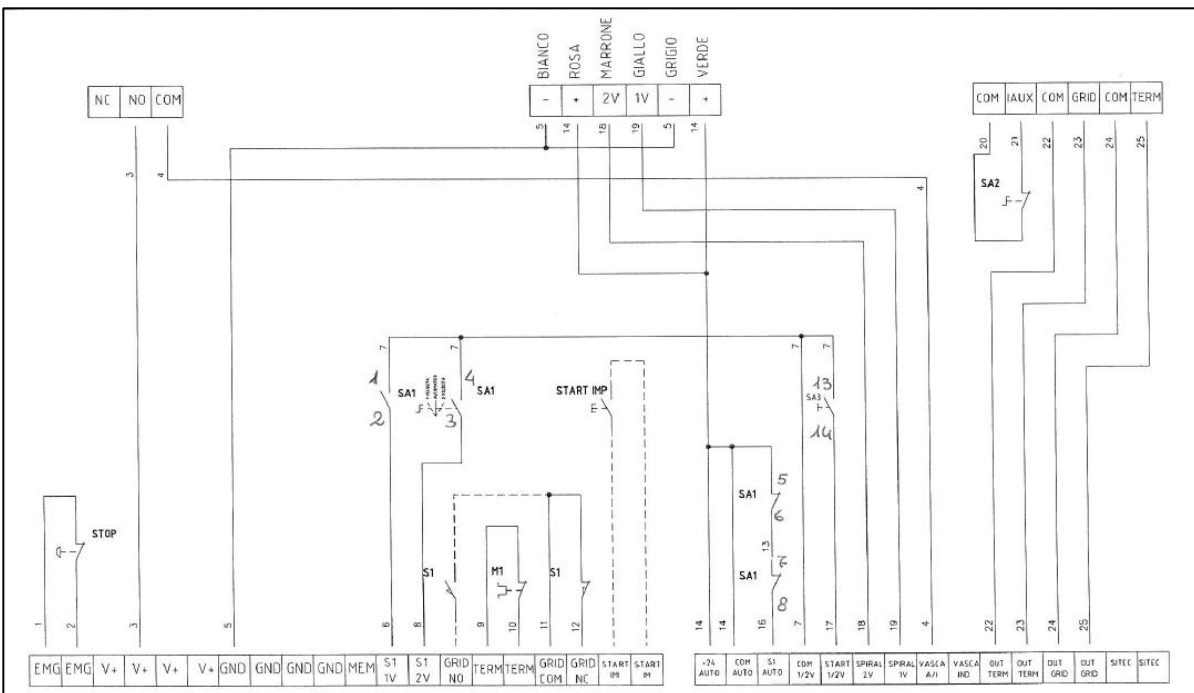 BIANCO
ROSA
MARRONE
GIALLO
GRIGIO
VERDE
NC NO COM
- + 2V 1V - +
COM IAUX COM GRID COM TERM
5 14 18 19 5 14
20 21 22 23 24 25
3 4
4
SA2
7 7 7 7
1 SA1 2
4 SA1 3
START IMP
13 SA3 14
5 SA1 6
13
SA1 7 8
STOP
S1 M1 S1
1 2 3 5 6 8 9 10 11 12 14 14 16 7 17 18 19 4 22 23 24 25
EMG EMG V+ V+ V+ V+ GND GND GND GND MEM S1 1V S1 2V GRID NO TERM TERM GRID COM GRID NC START IMI START IM
+24 AUTO COM AUTO S1 AUTO COM 1/2V START 1/2V SPIRAL 2V SPIRAL 1V VASCA A/I VASCA IND OUT TERM OUT TERM OUT GRID OUT GRID SITEC SITEC